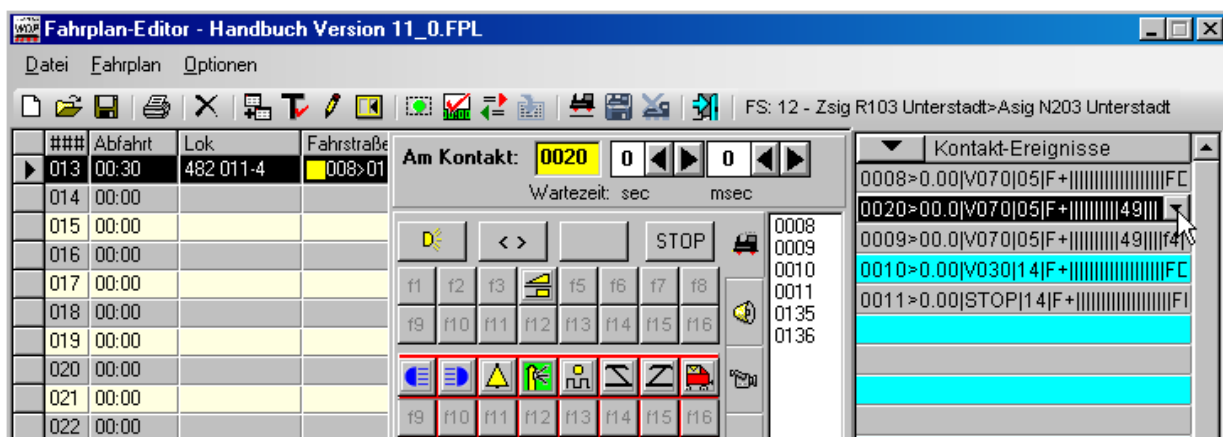 WDP Fahrplan-Editor - Handbuch Version 11_0.FPL
Datei Fahrplan Optionen
FS: 12 - Zsig R103 Unterstadt>Asig N203 Unterstadt
### Abfahrt Lok Fahrstraße
013 00:30 482 011-4 008>01
014 00:00
015 00:00
016 00:00
017 00:00
018 00:00
019 00:00
020 00:00
021 00:00
022 00:00
Am Kontakt: 0020 0 0
Wartezeit: sec msec
< > STOP
f1 f2 f3 f5 f6 f7 f8
f9 f10 f11 f12 f13 f14 f15 f16
f9 f10 f11 f12 f13 f14 f15 f16
0008
0009
0010
0011
0135
0136
Kontakt-Ereignisse
0008>0.00|V070|05|F+||||||||||||||||||||FD
0020>00.0|V070|05|F+||||||||||49|||
0009>00.0|V070|05|F+||||||||||49||||f4
0010>0.00|V030|14|F+||||||||||||||||||||FD
0011>0.00|STOP|14|F+||||||||||||||||||||FI